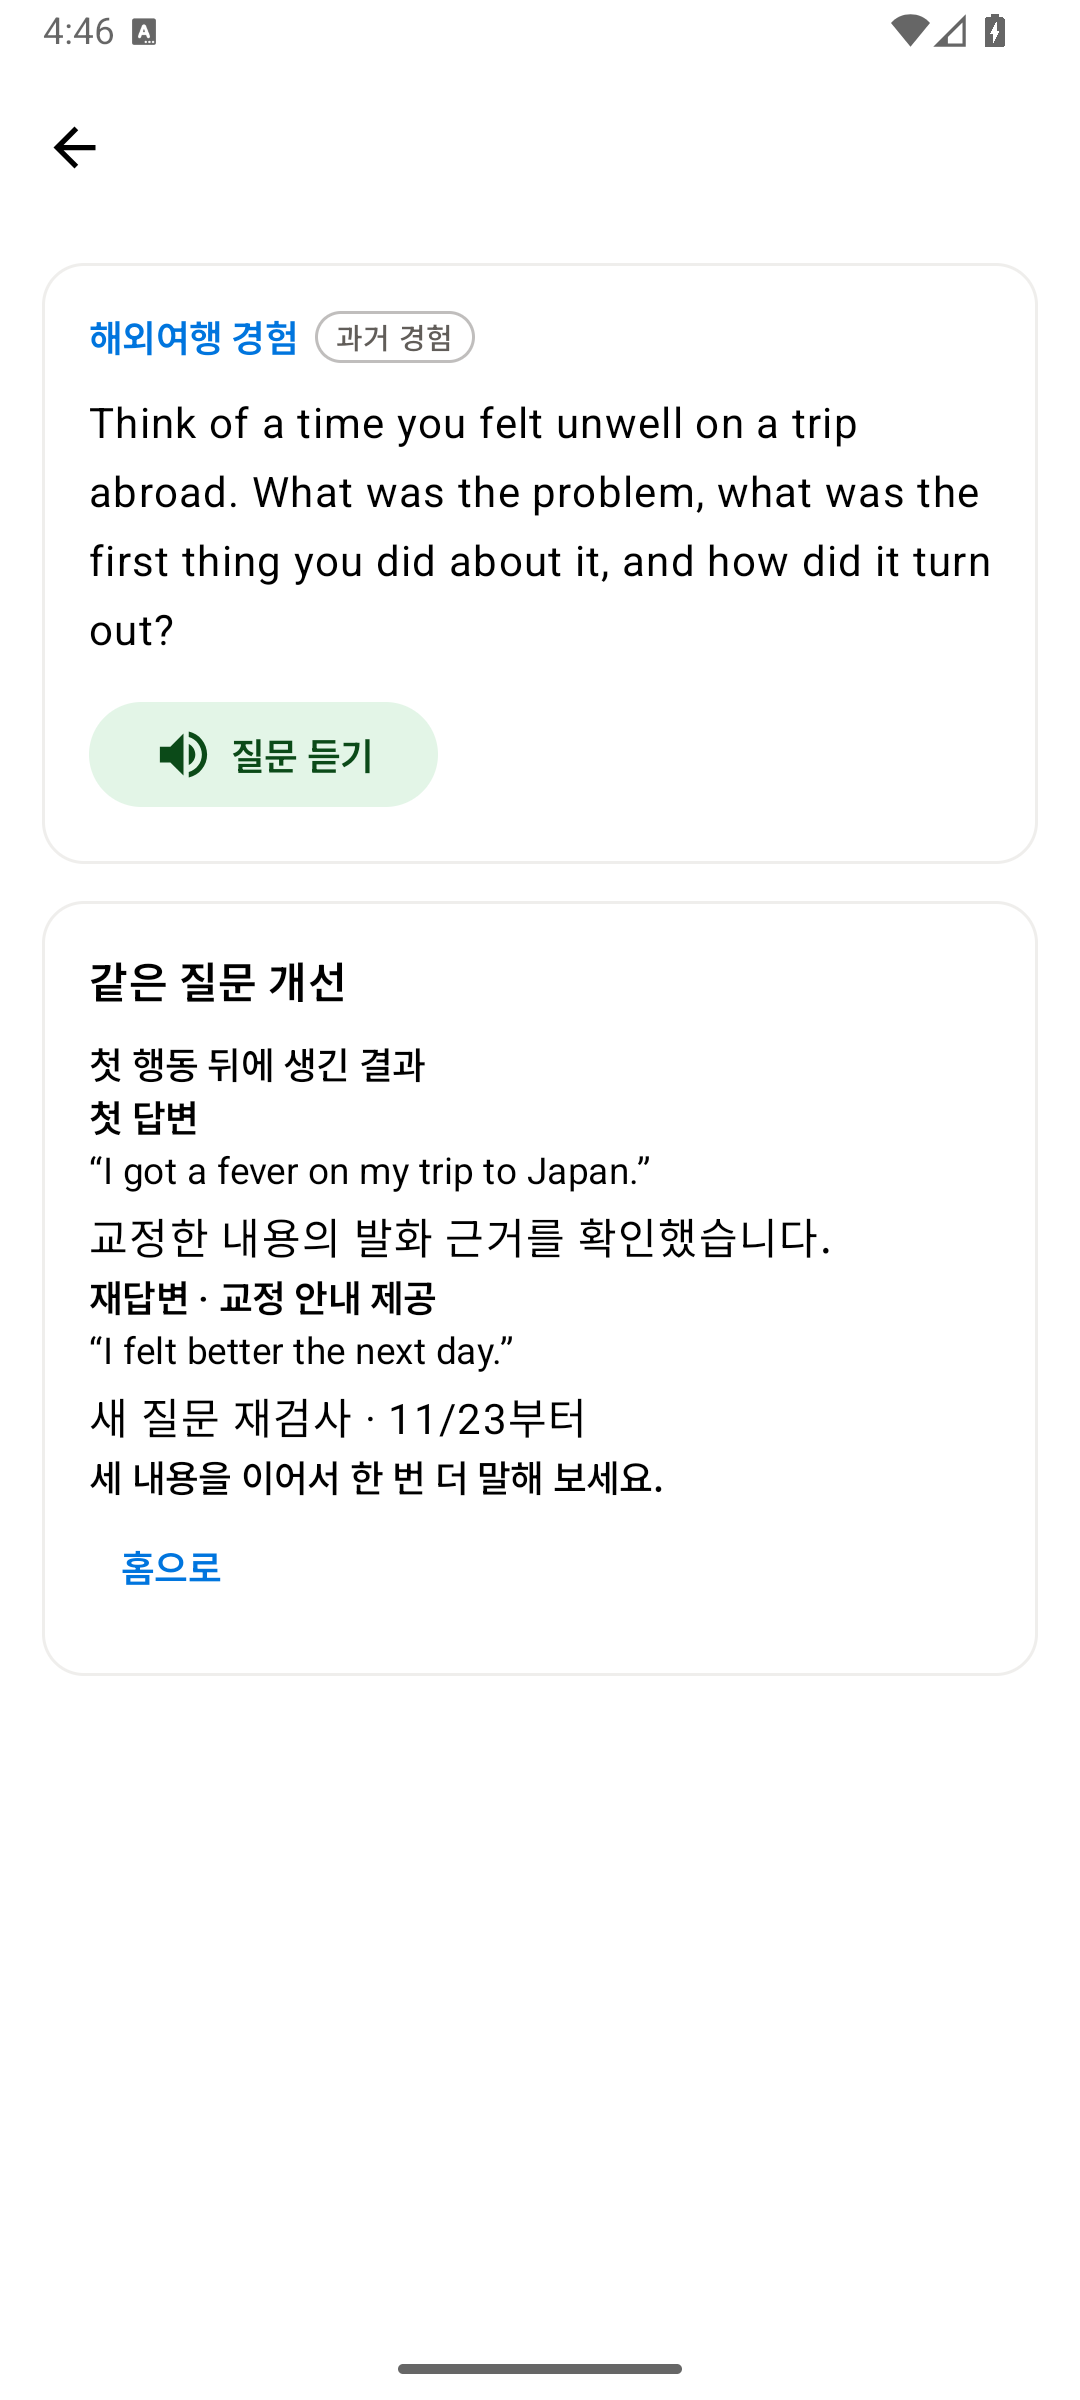 4:46
해외여행 경험 과거 경험
Think of a time you felt unwell on a trip
abroad. What was the problem, what was the
first thing you did about it, and how did it turn
out?
질문 듣기
같은 질문 개선
첫 행동 뒤에 생긴 결과
첫 답변
“I got a fever on my trip to Japan.”
교정한 내용의 발화 근거를 확인했습니다.
재답변 · 교정 안내 제공
“I felt better the next day.”
새 질문 재검사 · 11/23부터
세 내용을 이어서 한 번 더 말해 보세요.
홈으로